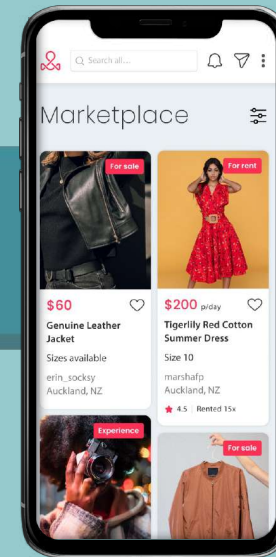 Search all....
Marketplace
For sale
For rent
$60
$200 p/day
Genuine Leather
Jacket
Tigerlily Red Cotton
Summer Dress
Sizes available
Size 10
erin_socksy
Auckland, NZ
marshafp
Auckland, NZ
4.5 | Rented 15x
Experience
For sale